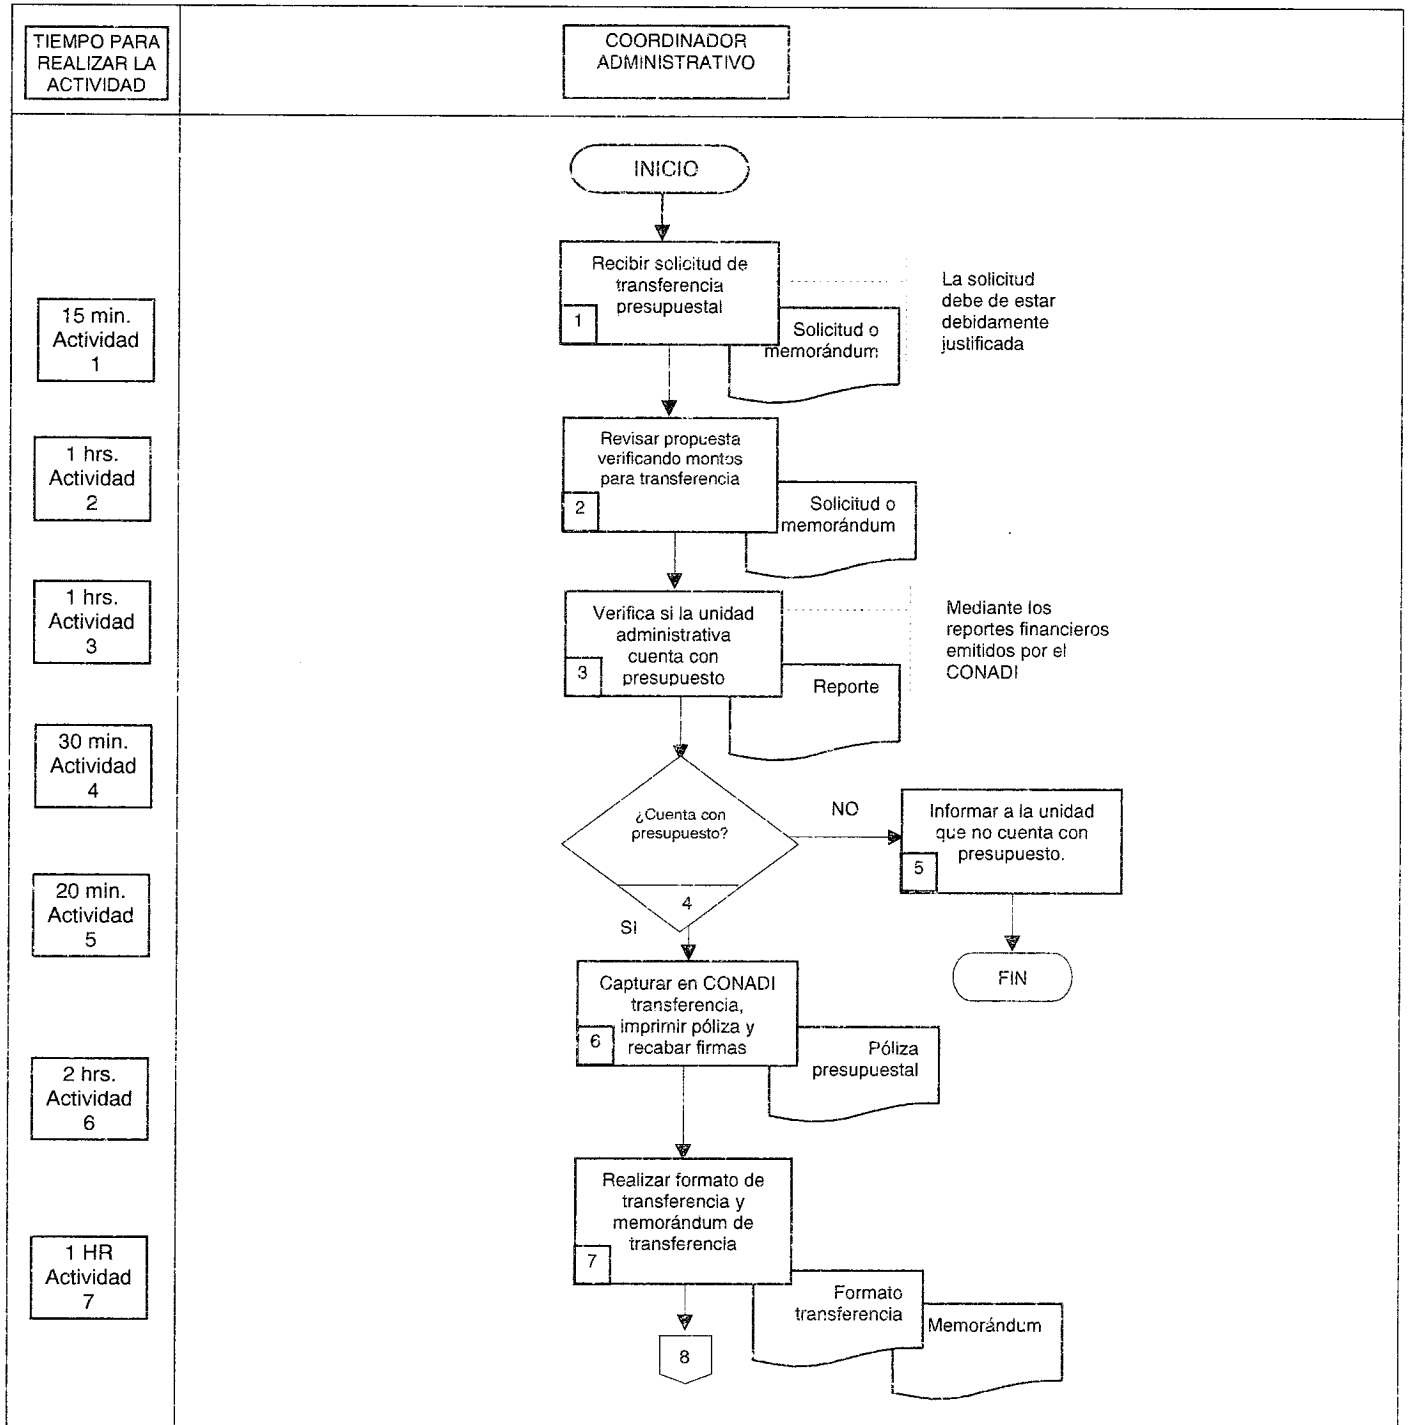 TIEMPO PARA
REALIZAR LA
ACTIVIDAD
COORDINADOR
ADMINISTRATIVO
INICIO
Recibir solicitud de
transferencia
presupuestal
1
Solicitud o
memorándum
La solicitud
debe de estar
debidamente
justificada
15 min.
Actividad
1
Revisar propuesta
verificando montos
para transferencia
2
Solicitud o
memorándum
1 hrs.
Actividad
2
Verifica si la unidad
administrativa
cuenta con
presupuesto
3
Reporte
Mediante los
reportes financieros
emitidos por el
CONADI
1 hrs.
Actividad
3
30 min.
Actividad
4
¿Cuenta con
presupuesto?
4
NO
SI
Informar a la unidad
que no cuenta con
presupuesto.
5
FIN
20 min.
Actividad
5
Capturar en CONADI
transferencia,
imprimir póliza y
recabar firmas
6
Póliza
presupuestal
2 hrs.
Actividad
6
Realizar formato de
transferencia y
memorándum de
transferencia
7
Formato
transferencia
Memorándum
1 HR
Actividad
7
8